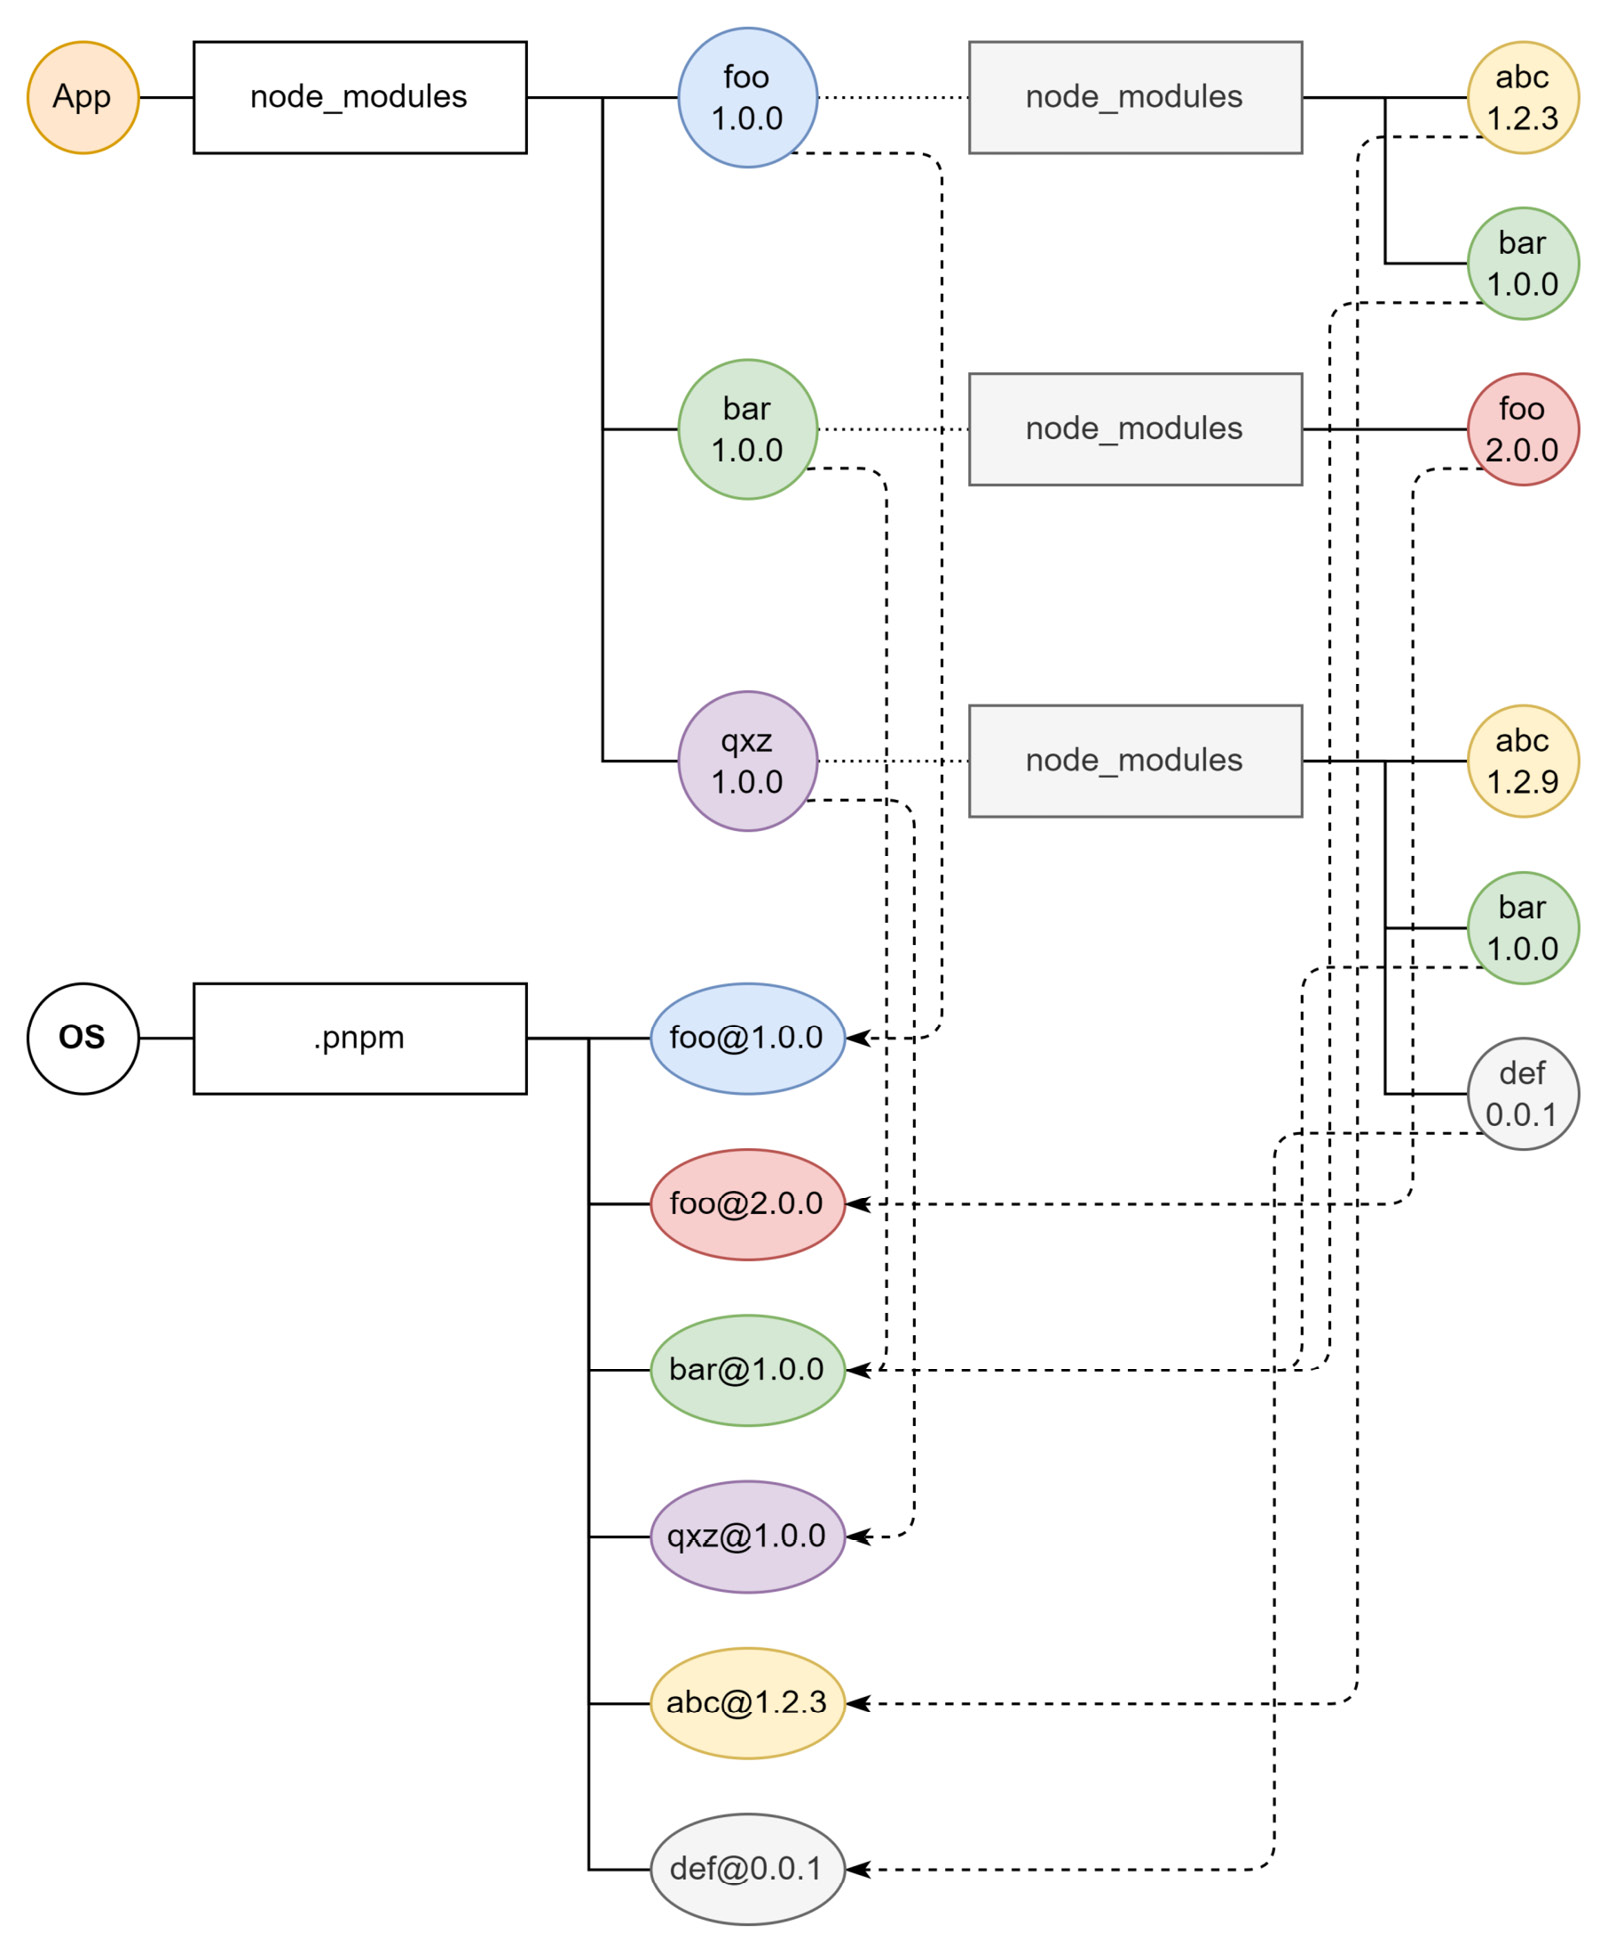 App
node_modules
foo
1.0.0
node_modules
abc
1.2.3
bar
1.0.0
bar
1.0.0
node_modules
foo
2.0.0
qxz
1.0.0
node_modules
abc
1.2.9
bar
1.0.0
OS
.pnpm
foo@1.0.0
def
0.0.1
foo@2.0.0
bar@1.0.0
qxz@1.0.0
abc@1.2.3
def@0.0.1